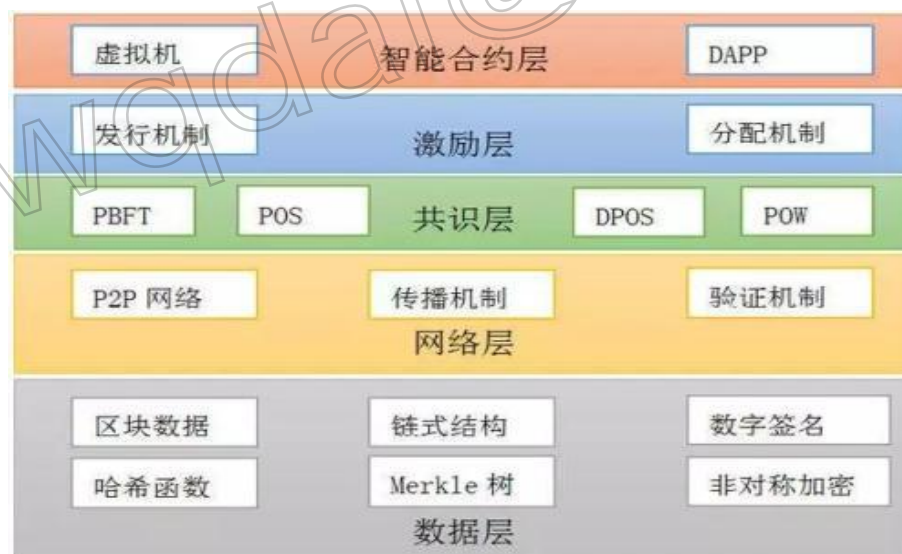 虚拟机 智能合约层 DAPP
发行机制 激励层 分配机制
PBFT POS 共识层 DPOS POW
P2P 网络 传播机制 验证机制
网络层
区块数据 链式结构 数字签名
哈希函数 Merkle 树 非对称加密
数据层